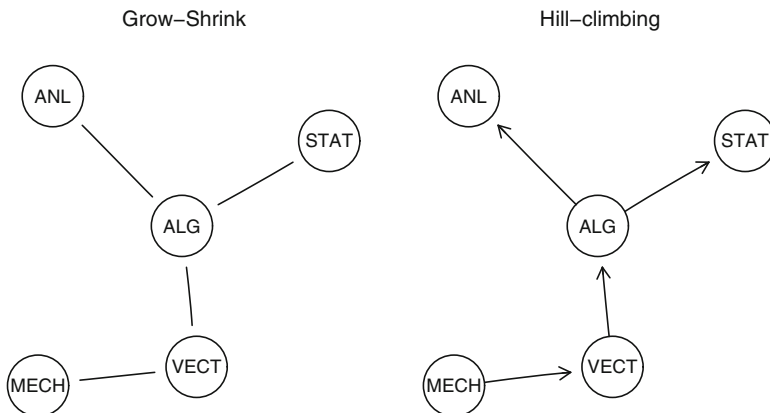 Grow−Shrink
ANL
STAT
ALG
VECT
MECH
Hill−climbing
ANL
STAT
ALG
VECT
MECH